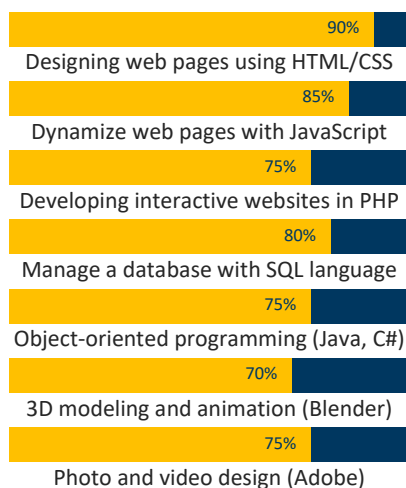 90%
Designing web pages using HTML/CSS
85%
Dynamize web pages with JavaScript
75%
Developing interactive websites in PHP
80%
Manage a database with SQL language
75%
Object-oriented programming (Java, C#)
70%
3D modeling and animation (Blender)
75%
Photo and video design (Adobe)